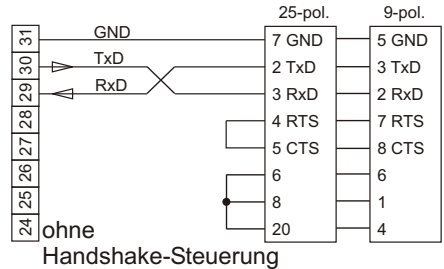 25-pol. 9-pol.
31 GND 7 GND 5 GND
30 TxD 2 TxD 3 TxD
29 RxD 3 RxD 2 RxD
28 4 RTS 7 RTS
27 5 CTS 8 CTS
26 6 6
25 8 1
24 20 4
ohne
Handshake-Steuerung